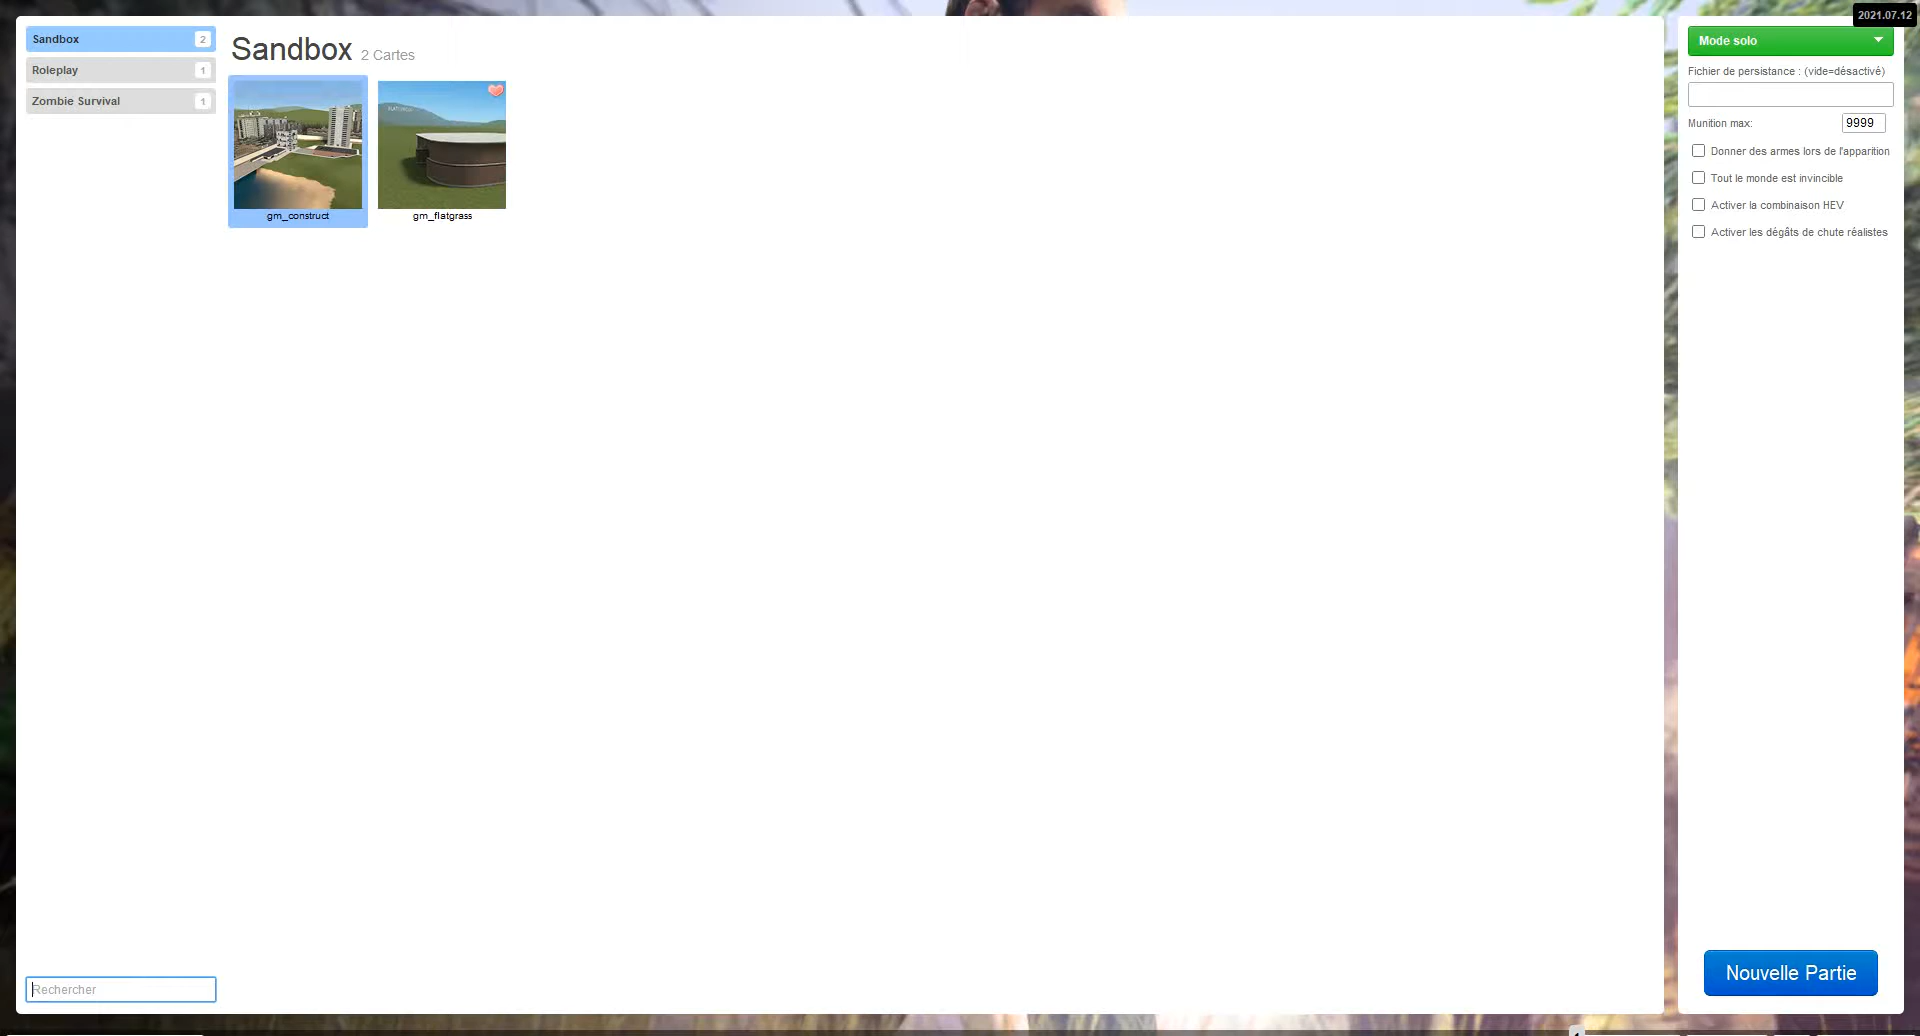 2021.07.12
Sandbox 2
Roleplay 1
Zombie Survival 1
Sandbox 2 Cartes
gm_construct
gm_flatgrass
Rechercher
Mode solo
Fichier de persistance : (vide=désactivé)
Munition max: 9999
Donner des armes lors de l'apparition
Tout le monde est invincible
Activer la combinaison HEV
Activer les dégâts de chute réalistes
Nouvelle Partie